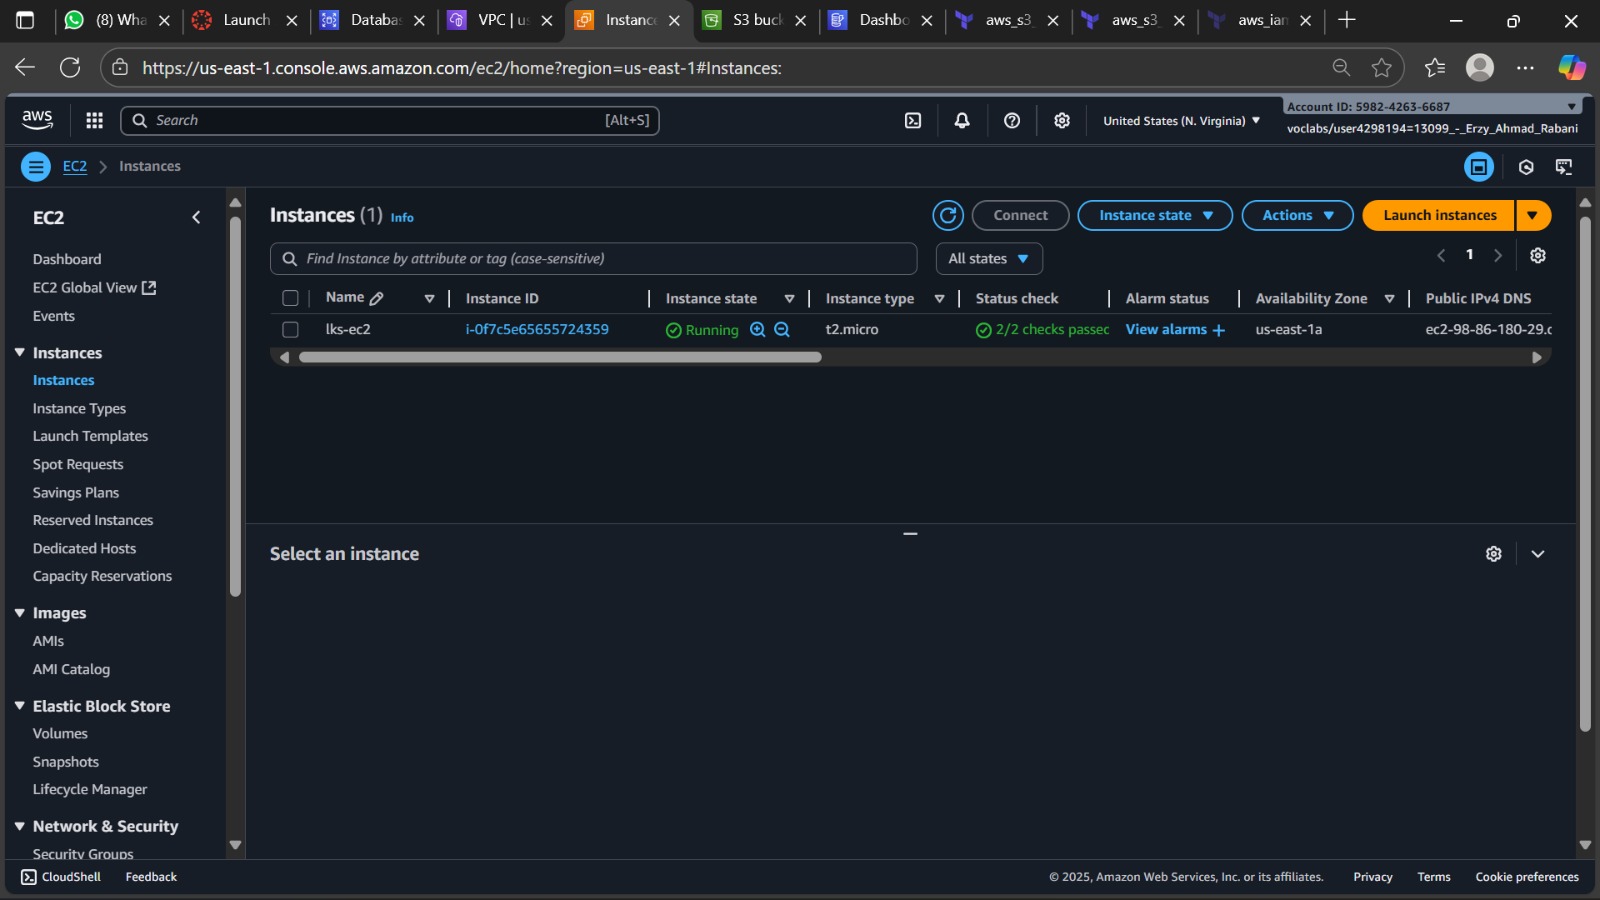 (8) Wha
Launch
Databas
VPC | us
Instance
S3 buck
Dashbo
aws_s3_
aws_s3_
aws_iam
https://us-east-1.console.aws.amazon.com/ec2/home?region=us-east-1#Instances:
aws
Search
[Alt+S]
United States (N. Virginia)
Account ID: 5982-4263-6687
voclabs/user4298194=13099_-_Erzy_Ahmad_Rabani
EC2
Instances
EC2
Dashboard
EC2 Global View
Events
Instances
Instances
Instance Types
Launch Templates
Spot Requests
Savings Plans
Reserved Instances
Dedicated Hosts
Capacity Reservations
Images
AMIs
AMI Catalog
Elastic Block Store
Volumes
Snapshots
Lifecycle Manager
Network & Security
Security Groups
Instances (1) Info
Connect
Instance state
Actions
Launch instances
Find Instance by attribute or tag (case-sensitive)
All states
1
Name
Instance ID
Instance state
Instance type
Status check
Alarm status
Availability Zone
Public IPv4 DNS
lks-ec2
i-0f7c5e65655724359
Running
t2.micro
2/2 checks passed
View alarms +
us-east-1a
ec2-98-86-180-29.c
Select an instance
CloudShell
Feedback
© 2025, Amazon Web Services, Inc. or its affiliates.
Privacy
Terms
Cookie preferences